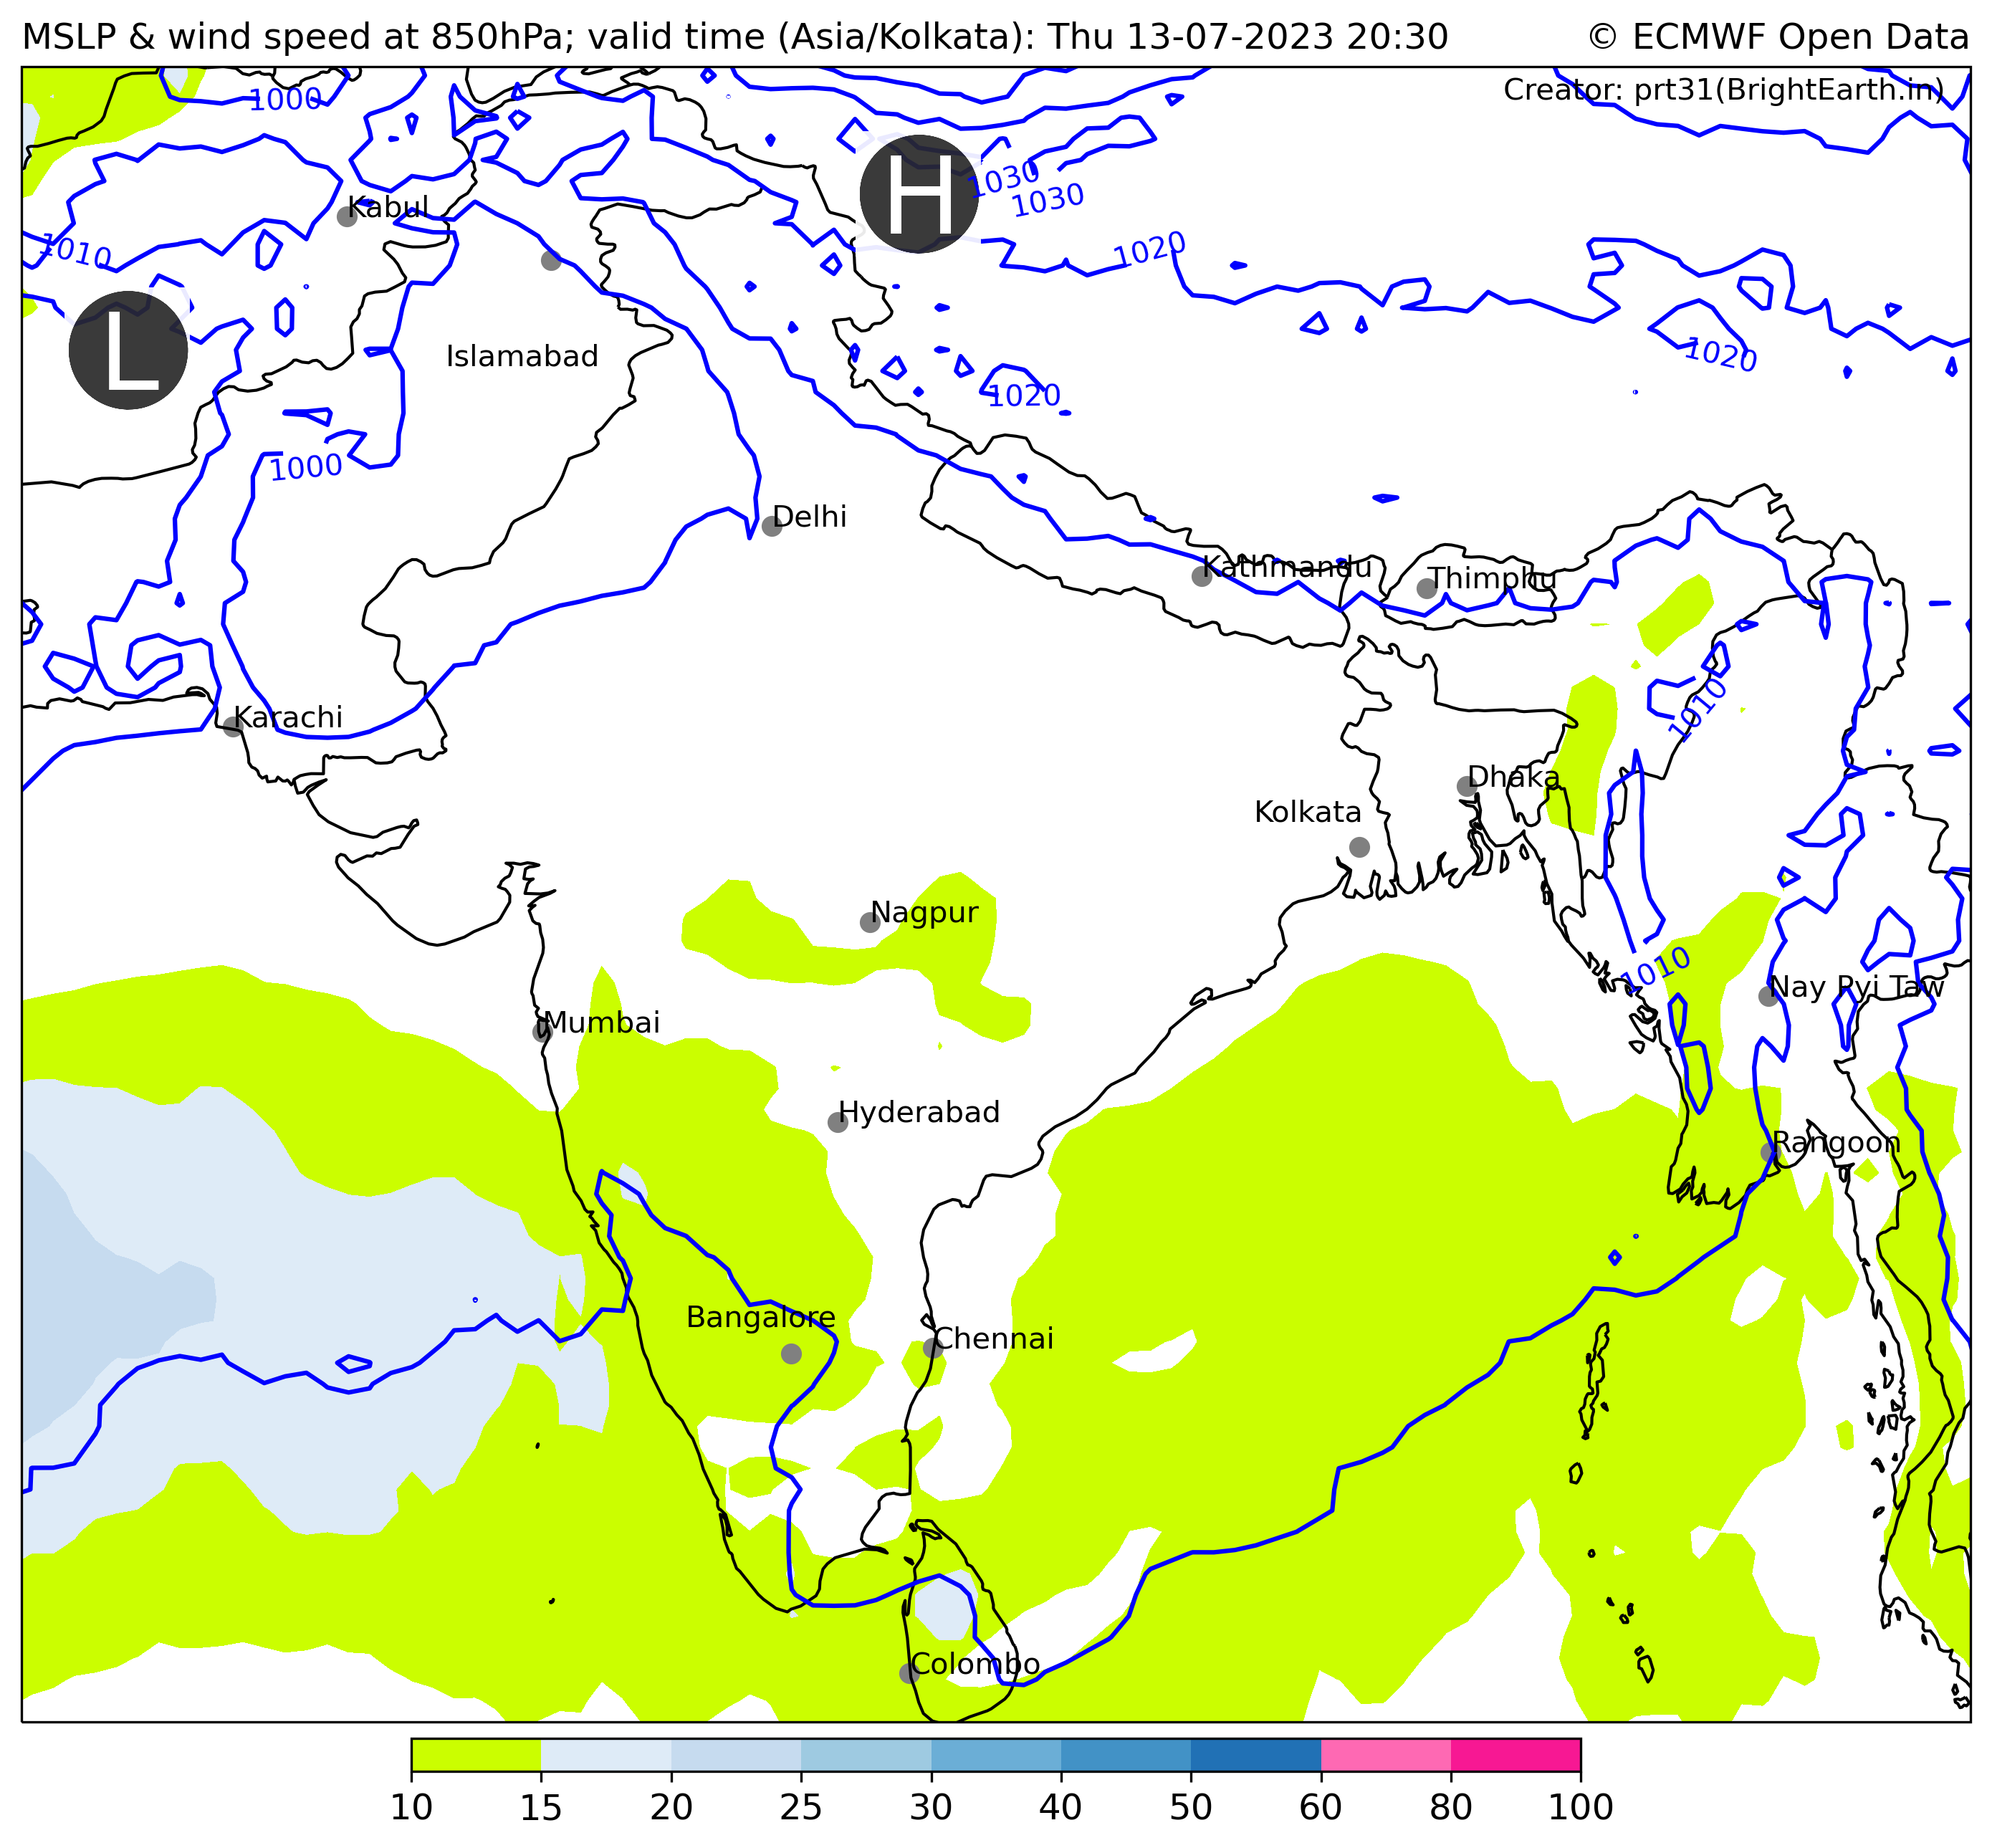 MSLP & wind speed at 850hPa; valid time (Asia/Kolkata): Thu 13-07-2023 20:30
© ECMWF Open Data
Creator: prt31(BrightEarth.in)
1000
H
1030
1030
Kabul
1010
1020
L
Islamabad
1020
1020
1000
Delhi
Kathmandu
Thimphu
1010
Karachi
Dhaka
Kolkata
Nagpur
1010
Nay Pyi Taw
Mumbai
Hyderabad
Rangoon
Bangalore
Chennai
Colombo
10 15 20 25 30 40 50 60 80 100